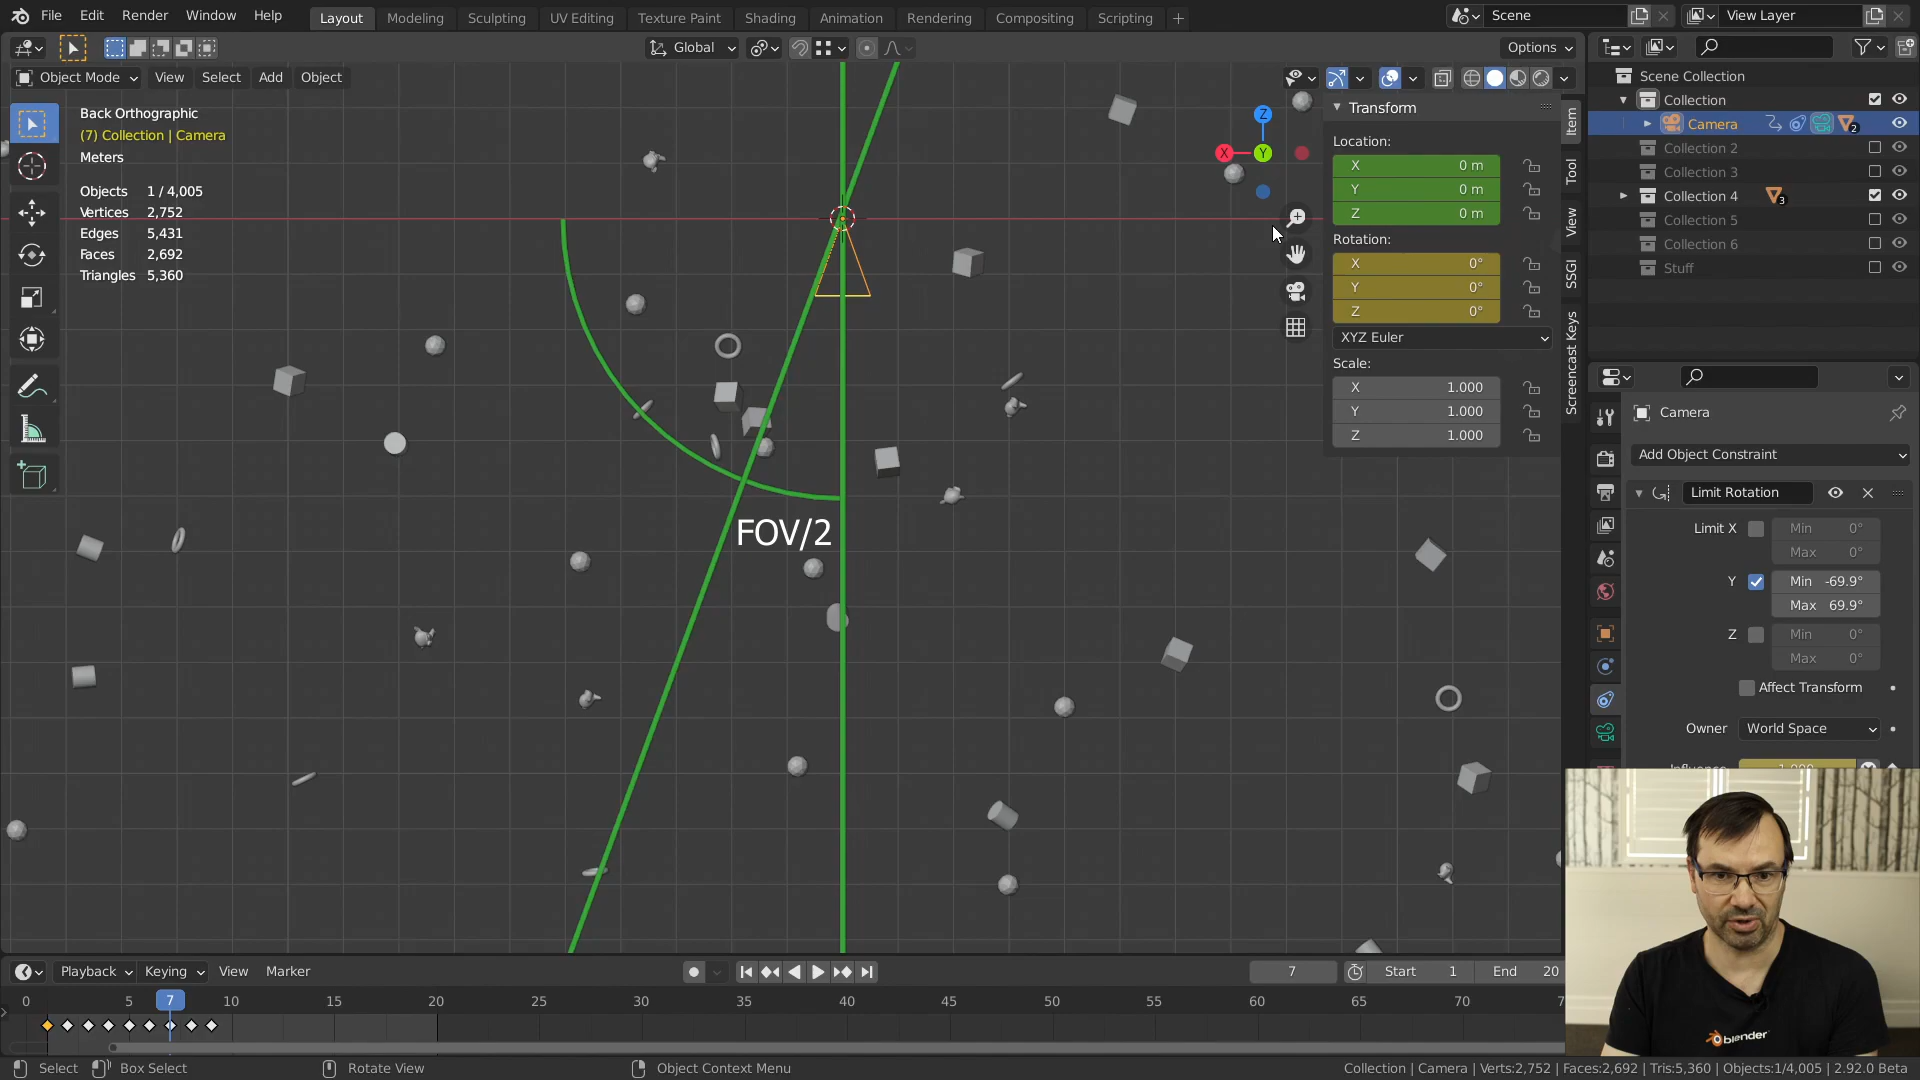 File Edit Render Window Help
Layout Modeling Sculpting UV Editing Texture Paint Shading Animation Rendering Compositing Scripting
Scene View Layer
Global
Options
Object Mode View Select Add Object
Back Orthographic
(7) Collection | Camera
Meters
Objects 1 / 4,005
Vertices 2,752
Edges 5,431
Faces 2,692
Triangles 5,360
Z
X Y
FOV/2
Transform
Location:
X 0 m
Y 0 m
Z 0 m
Rotation:
X 0°
Y 0°
Z 0°
XYZ Euler
Scale:
X 1.000
Y 1.000
Z 1.000
Item
Tool
View
SSGI
Screencast Keys
Scene Collection
Collection
Camera 2
Collection 2
Collection 3
Collection 4 3
Collection 5
Collection 6
Stuff
Camera
Add Object Constraint
Limit Rotation
Limit X Min 0°
Max 0°
Y Min -69.9°
Max 69.9°
Z Min 0°
Max 0°
Affect Transform
Owner World Space
Influence 1.000
blender
Playback Keying View Marker
7 Start 1 End 20
0 5 7 10 15 20 25 30 35 40 45 50 55 60 65 70
Select Box Select Rotate View Object Context Menu
Collection | Camera | Verts:2,752 | Faces:2,692 | Tris:5,360 | Objects:1/4,005 | 2.92.0 Beta